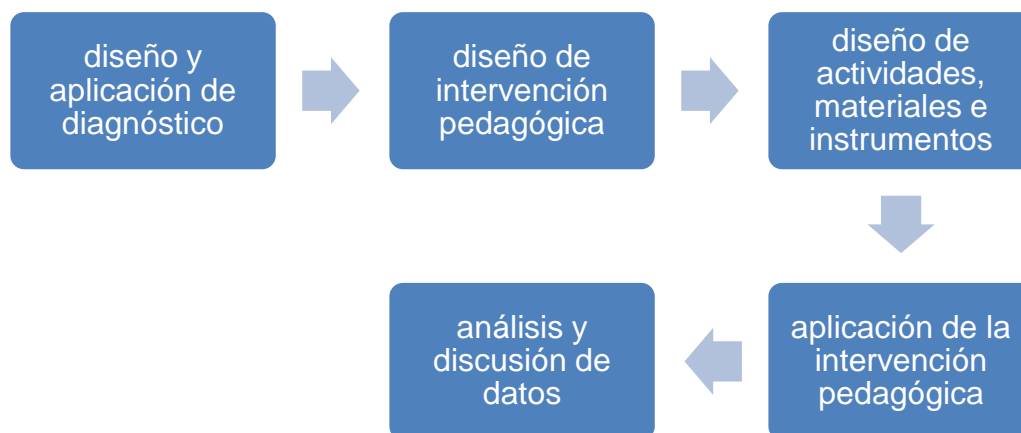 diseño y
aplicación de
diagnóstico
diseño de
intervención
pedagógica
diseño de
actividades,
materiales e
instrumentos
aplicación de la
intervención
pedagógica
análisis y
discusión de
datos